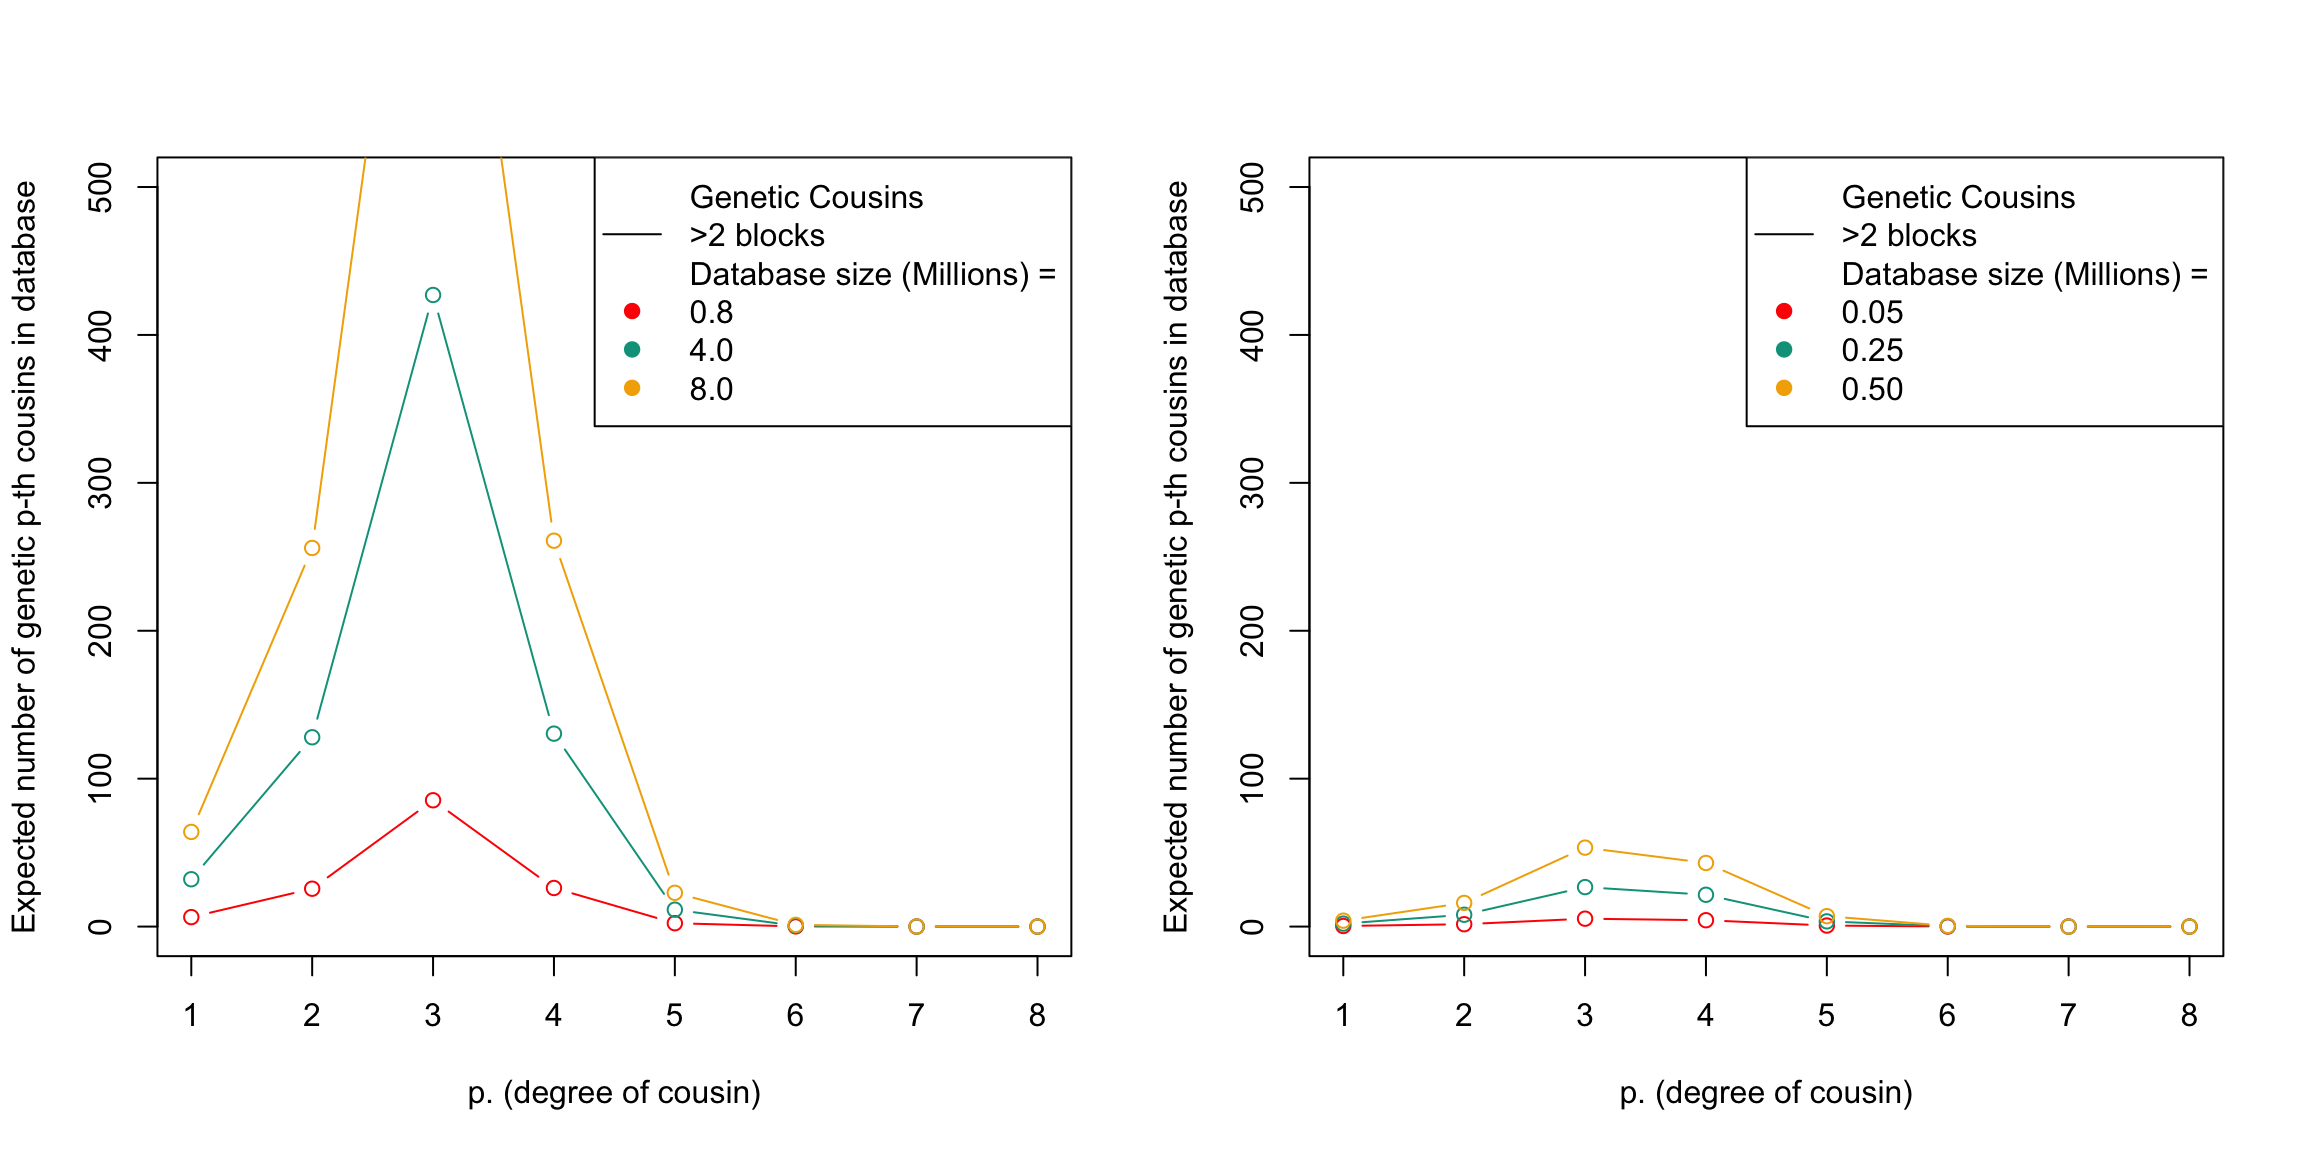 Expected number of genetic p-th cousins in database
500
400
300
200
100
0
Genetic Cousins
>2 blocks
Database size (Millions) =
0.8
4.0
8.0
1 2 3 4 5 6 7 8
p. (degree of cousin)
Expected number of genetic p-th cousins in database
500
400
300
200
100
0
Genetic Cousins
>2 blocks
Database size (Millions) =
0.05
0.25
0.50
1 2 3 4 5 6 7 8
p. (degree of cousin)